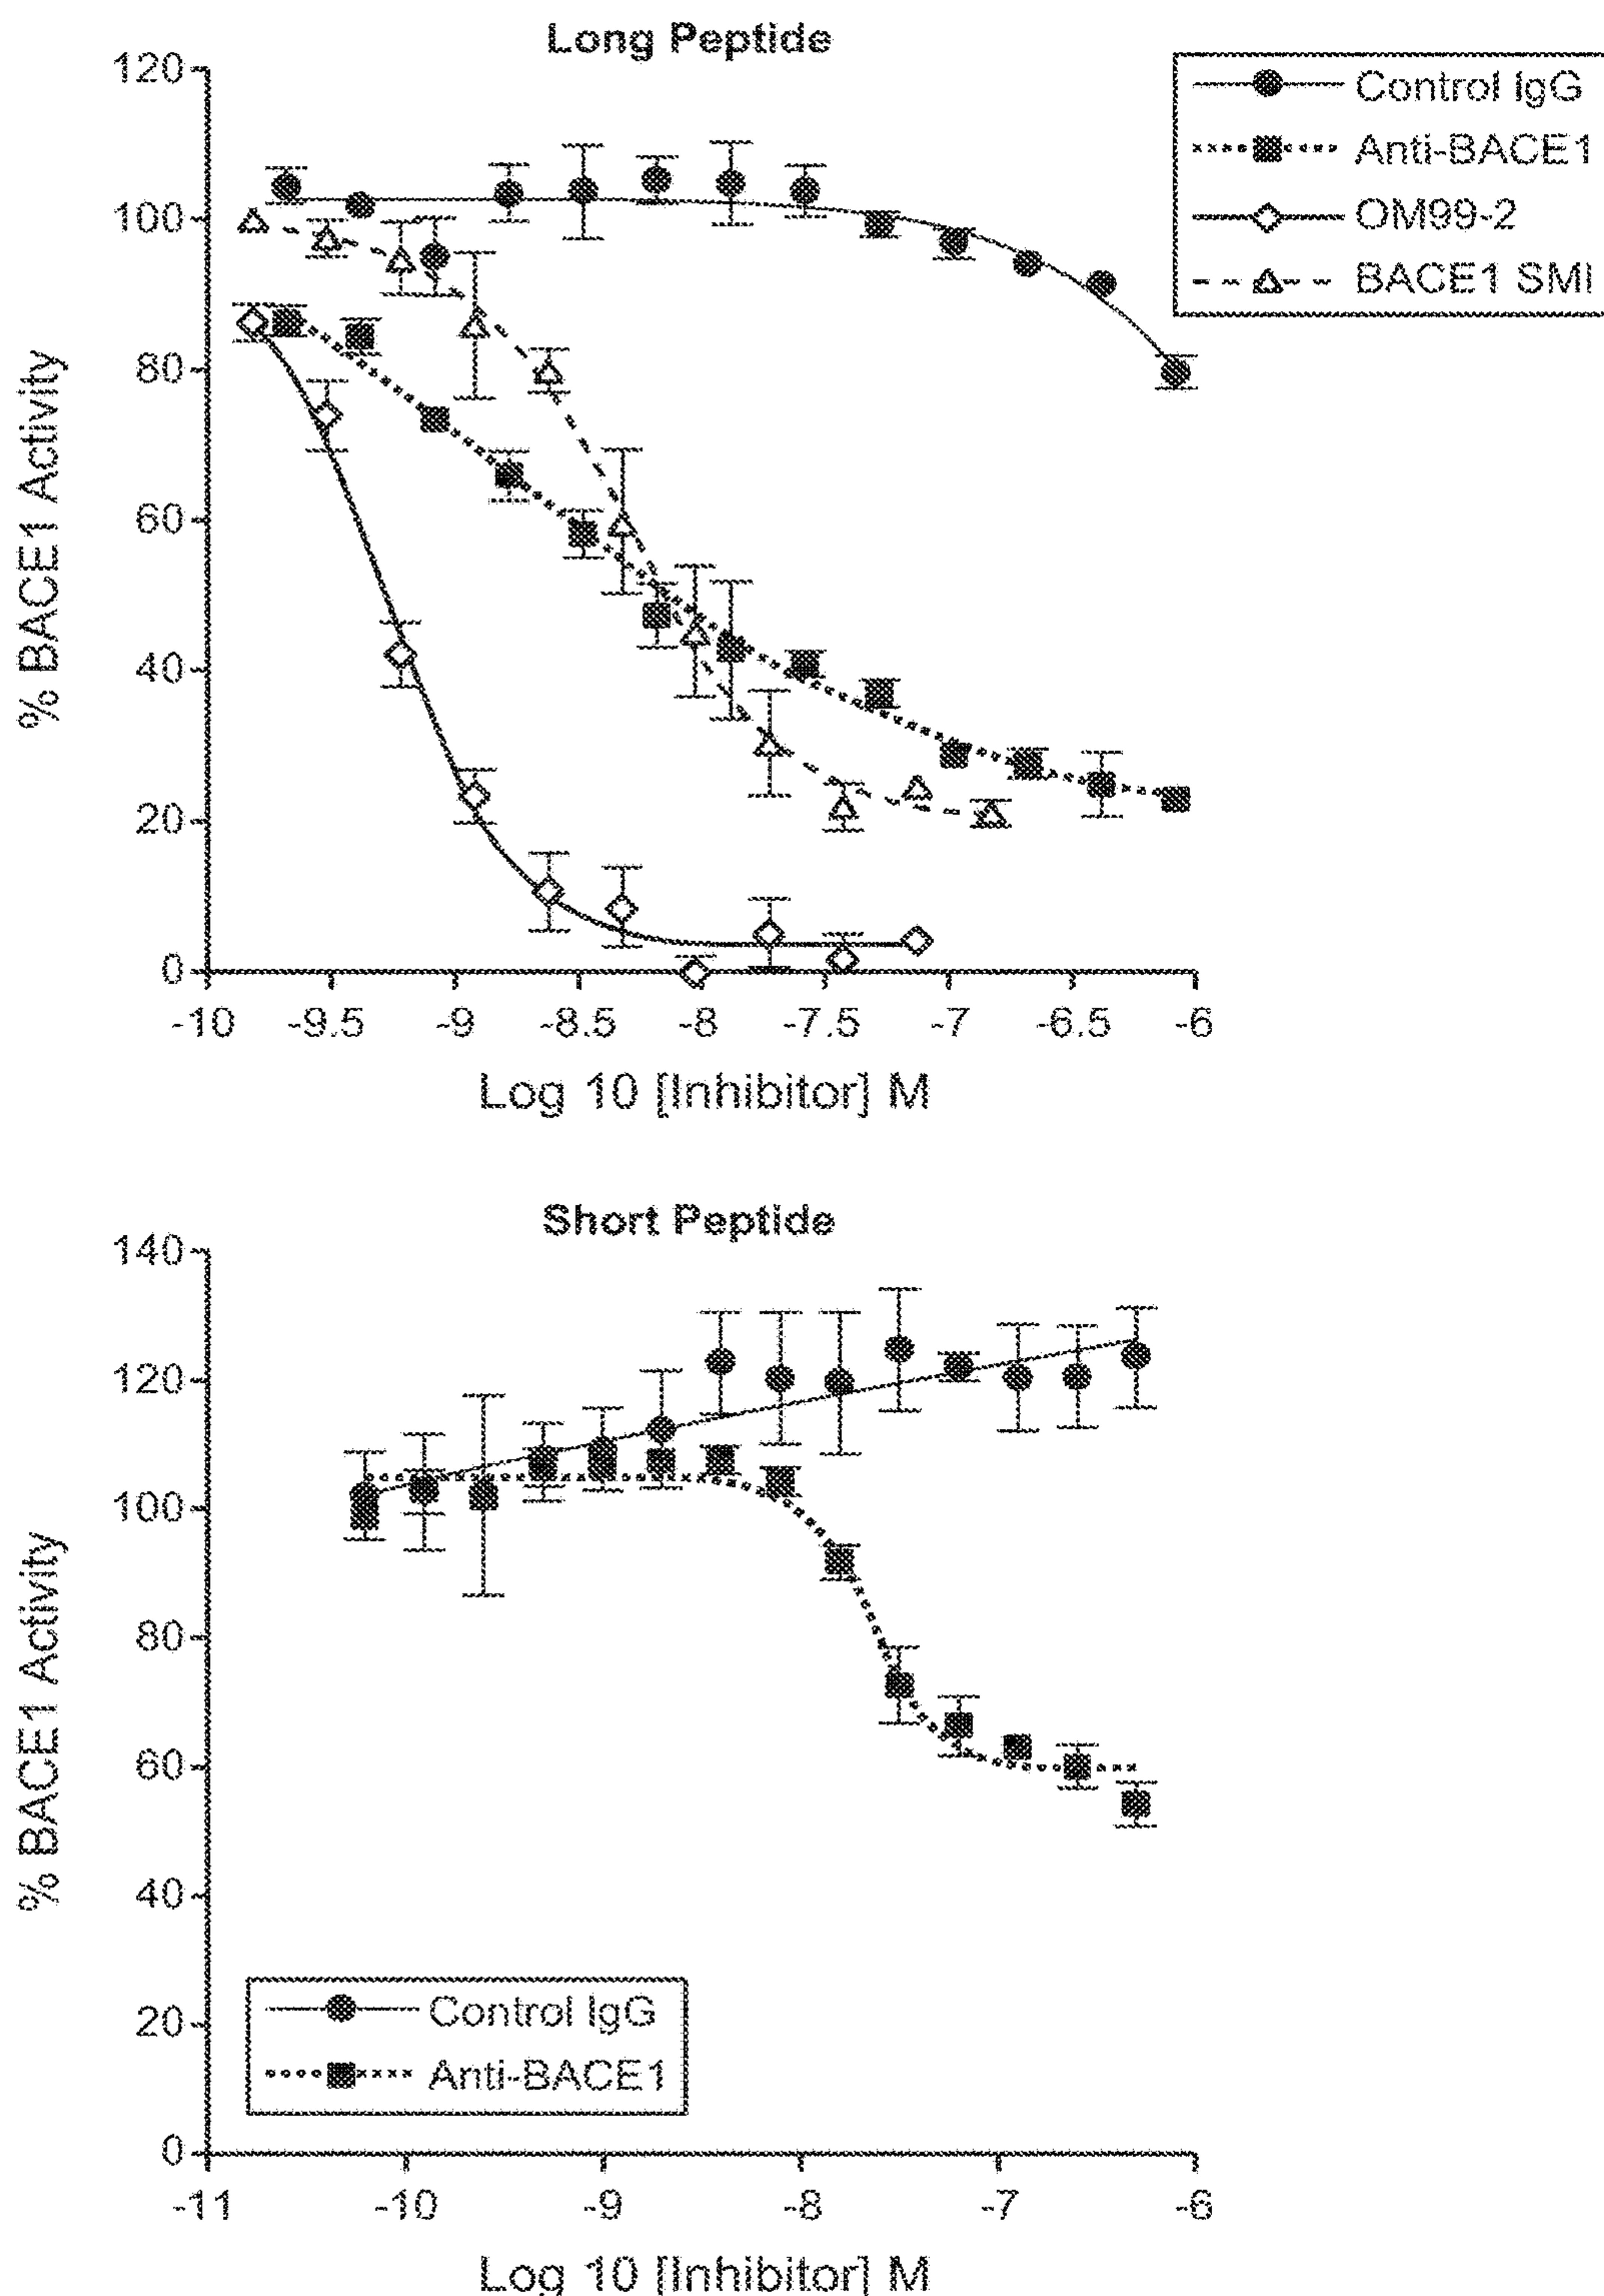 Long Peptide
120
100
80
60
40
20
0
% BACE1 Activity
-10 -9.5 -9 -8.5 -8 -7.5 -7 -6.5 -6
Log 10 [Inhibitor] M
Control IgG
Anti-BACE1
OM99-2
BACE1 SMI
Short Peptide
140
120
100
80
60
40
20
0
% BACE1 Activity
Control IgG
Anti-BACE1
-11 -10 -9 -8 -7 -6
Log 10 [Inhibitor] M